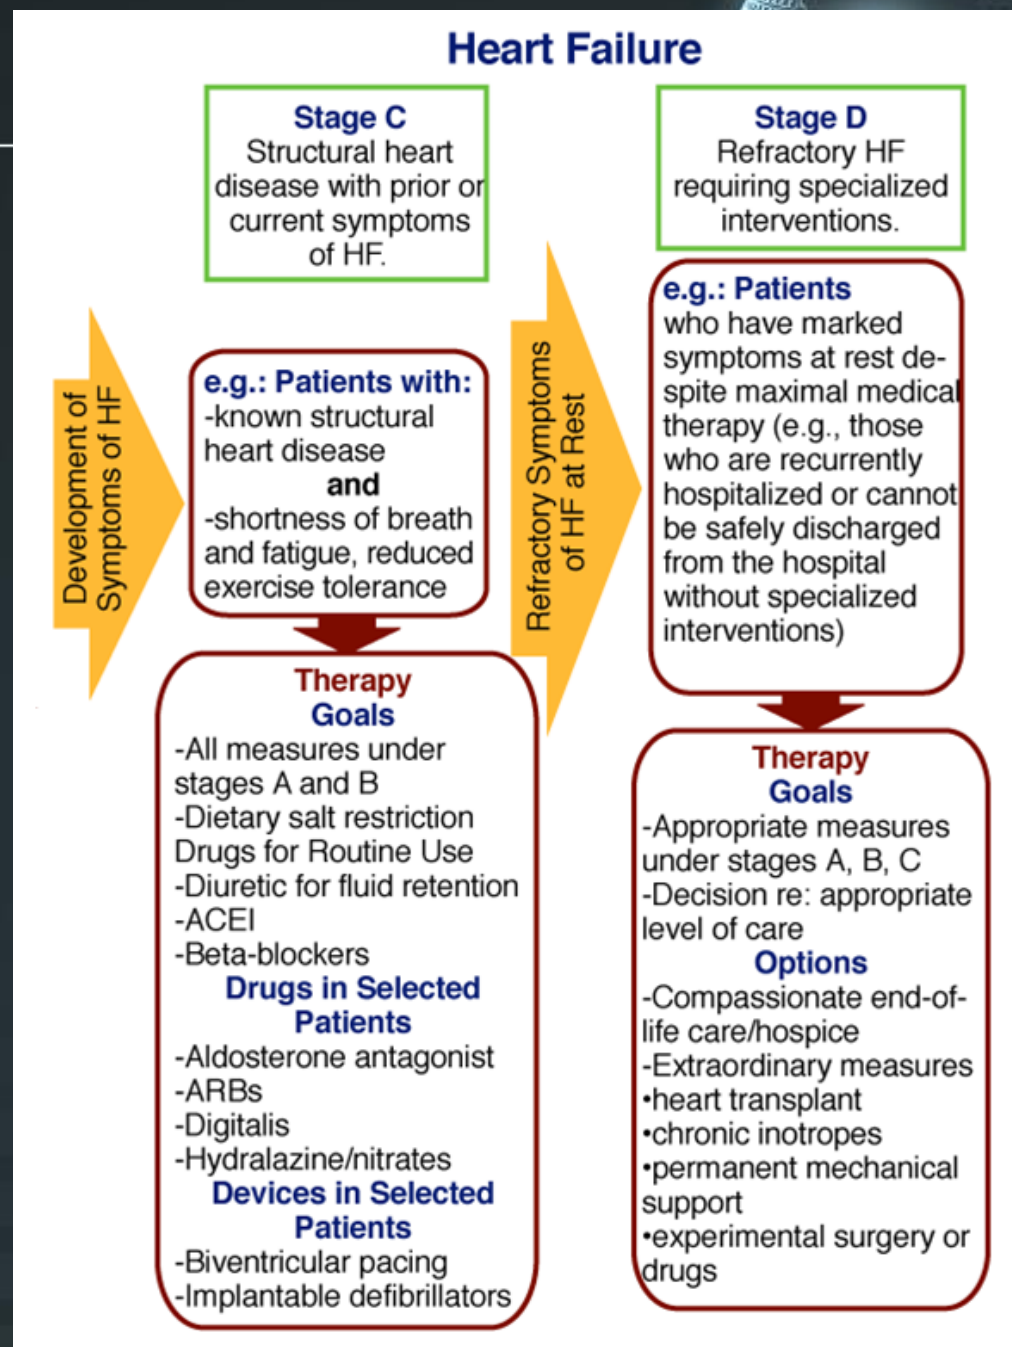 Heart Failure
Stage C
Structural heart
disease with prior or
current symptoms
of HF.
Development of
Symptoms of HF
e.g.: Patients with:
-known structural
heart disease
and
-shortness of breath
and fatigue, reduced
exercise tolerance
Therapy
Goals
-All measures under
stages A and B
-Dietary salt restriction
Drugs for Routine Use
-Diuretic for fluid retention
-ACEI
-Beta-blockers
Drugs in Selected
Patients
-Aldosterone antagonist
-ARBs
-Digitalis
-Hydralazine/nitrates
Devices in Selected
Patients
-Biventricular pacing
-Implantable defibrillators
Refractory Symptoms
of HF at Rest
Stage D
Refractory HF
requiring specialized
interventions.
e.g.: Patients
who have marked
symptoms at rest de-
spite maximal medical
therapy (e.g., those
who are recurrently
hospitalized or cannot
be safely discharged
from the hospital
without specialized
interventions)
Therapy
Goals
-Appropriate measures
under stages A, B, C
-Decision re: appropriate
level of care
Options
-Compassionate end-of-
life care/hospice
-Extraordinary measures
•heart transplant
•chronic inotropes
•permanent mechanical
support
•experimental surgery or
drugs